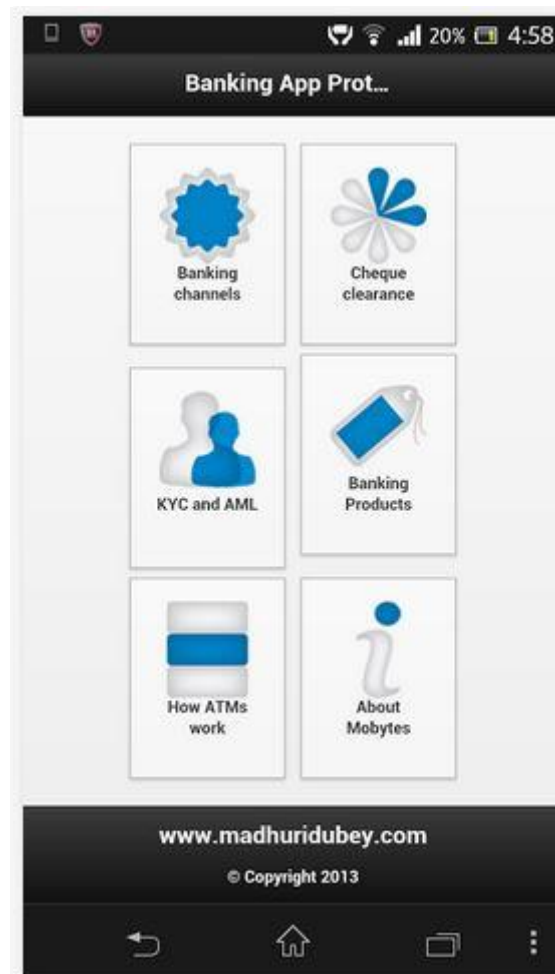 20% 4:58
Banking App Prot...
Banking
channels
Cheque
clearance
KYC and AML
Banking
Products
How ATMs
work
About
Mobytes
www.madhuridubey.com
© Copyright 2013